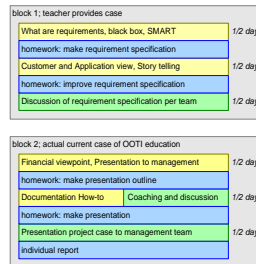 block 1; teacher provides case
What are requirements, black box, SMART 1/2 day
homework: make requirement specification
Customer and Application view, Story telling 1/2 day
homework: improve requirement specification
Discussion of requirement specification per team 1/2 day
block 2; actual current case of OOTI education
Financial viewpoint, Presentation to management 1/2 day
homework: make presentation outline
Documentation How-to Coaching and discussion 1/2 day
homework: make presentation
Presentation project case to management team 1/2 day
individual report